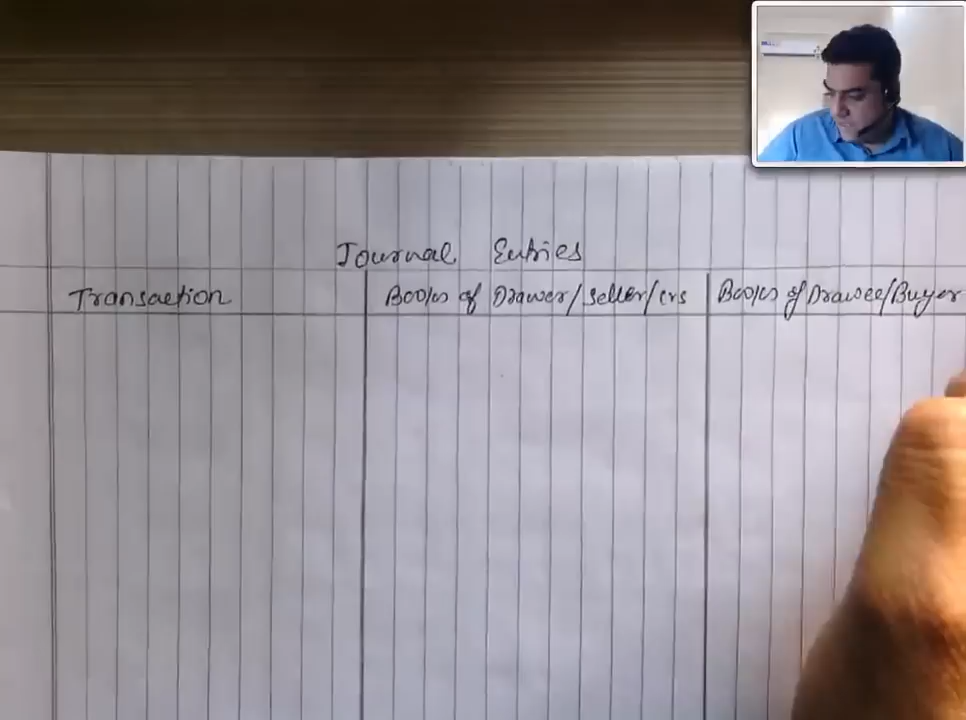 Journal Entries
Transaction
Books of Drawer/Seller/crs
Books of Drawee/Buyer